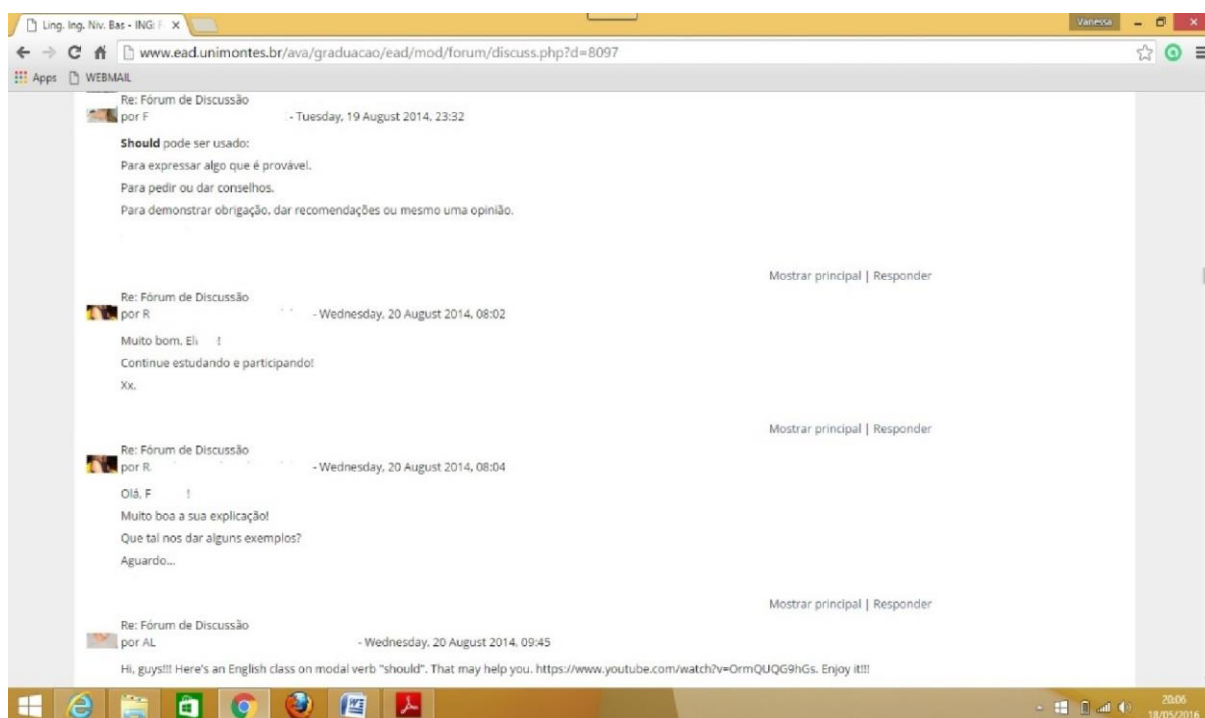 Ling. Ing. Niv. Bas - ING: F
Vanessa
www.ead.unimontes.br/ava/graduacao/ead/mod/forum/discuss.php?d=8097
Apps WEBMAIL
Re: Fórum de Discussão
por F - Tuesday, 19 August 2014, 23:32
Should pode ser usado:
Para expressar algo que é provável.
Para pedir ou dar conselhos.
Para demonstrar obrigação, dar recomendações ou mesmo uma opinião.
Mostrar principal | Responder
Re: Fórum de Discussão
por R - Wednesday, 20 August 2014, 08:02
Muito bom, Eli !
Continue estudando e participando!
Xx.
Mostrar principal | Responder
Re: Fórum de Discussão
por R. - Wednesday, 20 August 2014, 08:04
Olá, F !
Muito boa a sua explicação!
Que tal nos dar alguns exemplos?
Aguardo...
Mostrar principal | Responder
Re: Fórum de Discussão
por AL - Wednesday, 20 August 2014, 09:45
Hi, guys!!! Here's an English class on modal verb "should". That may help you. https://www.youtube.com/watch?v=OrmQUQG9hGs. Enjoy it!!!
20:06
18/05/2016